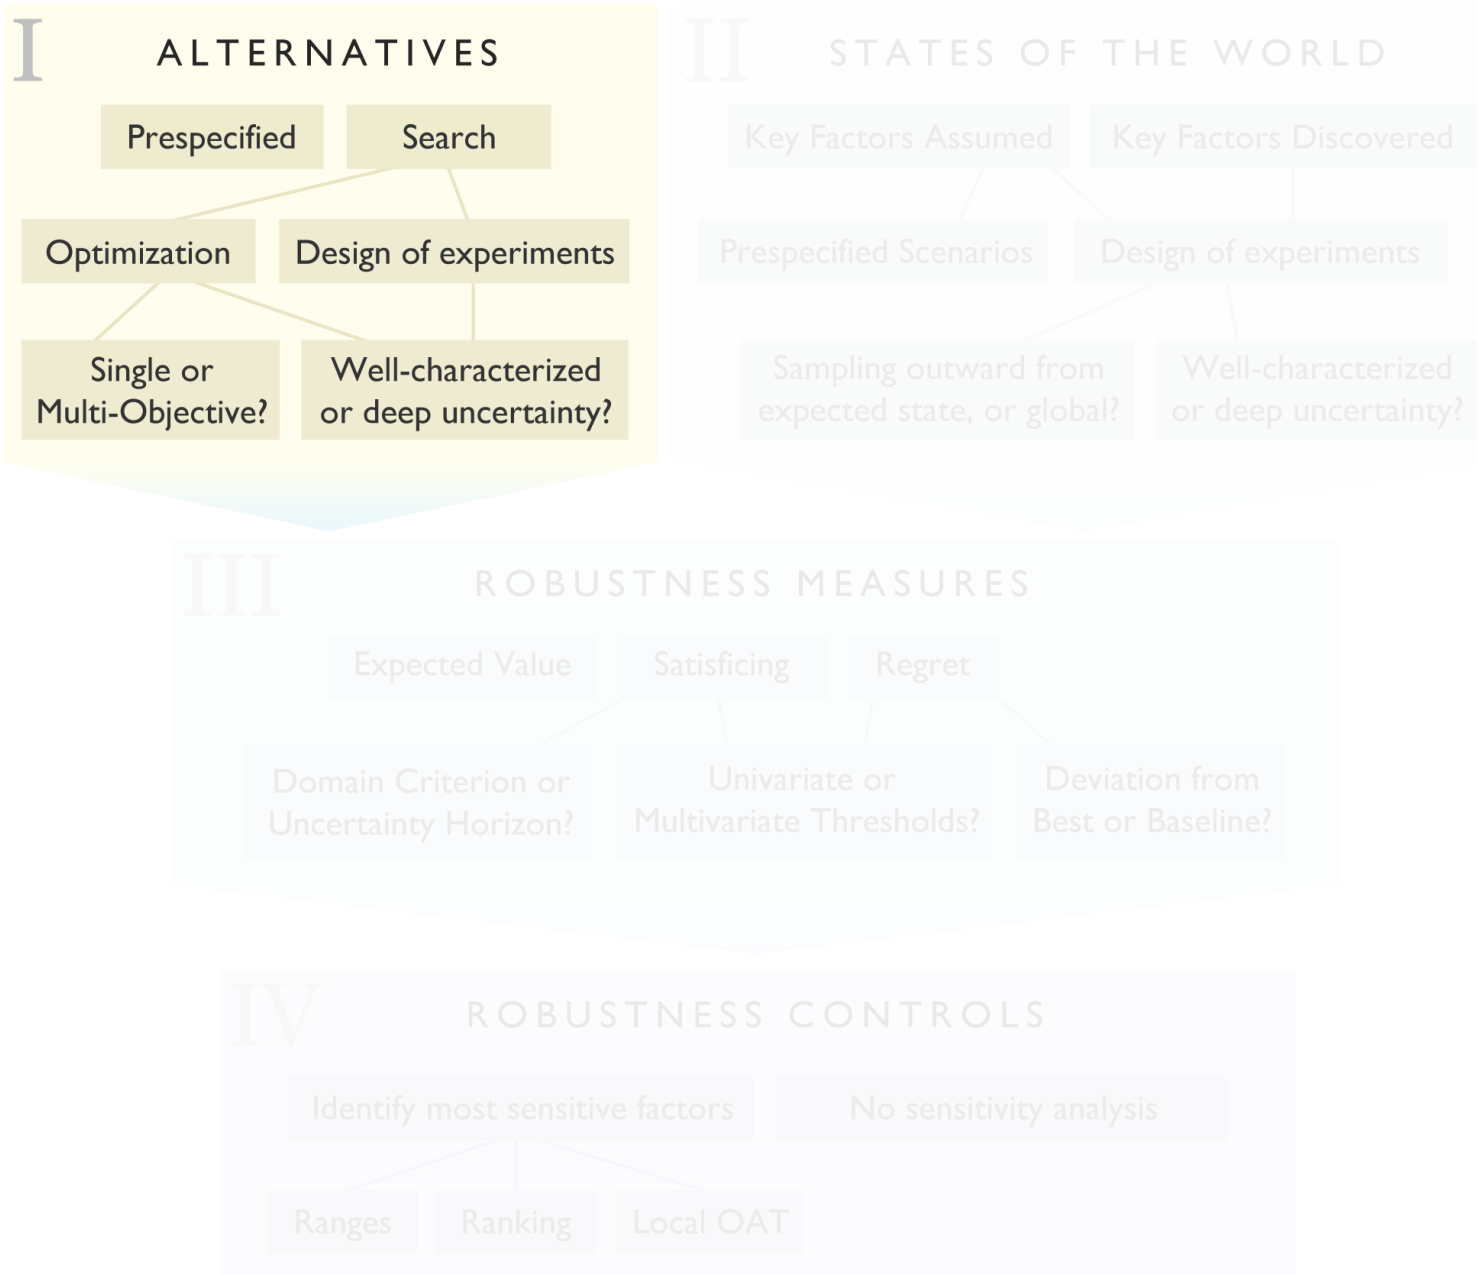 I
ALTERNATIVES
Prespecified
Search
Optimization
Design of experiments
Single or
Multi-Objective?
Well-characterized
or deep uncertainty?
II
STATES OF THE WORLD
Key Factors Assumed
Key Factors Discovered
Prespecified Scenarios
Design of experiments
Sampling outward from
expected state, or global?
Well-characterized
or deep uncertainty?
III
ROBUSTNESS MEASURES
Expected Value
Satisficing
Regret
Domain Criterion or
Uncertainty Horizon?
Univariate or
Multivariate Thresholds?
Deviation from
Best or Baseline?
IV
ROBUSTNESS CONTROLS
Identify most sensitive factors
No sensitivity analysis
Ranges
Ranking
Local OAT